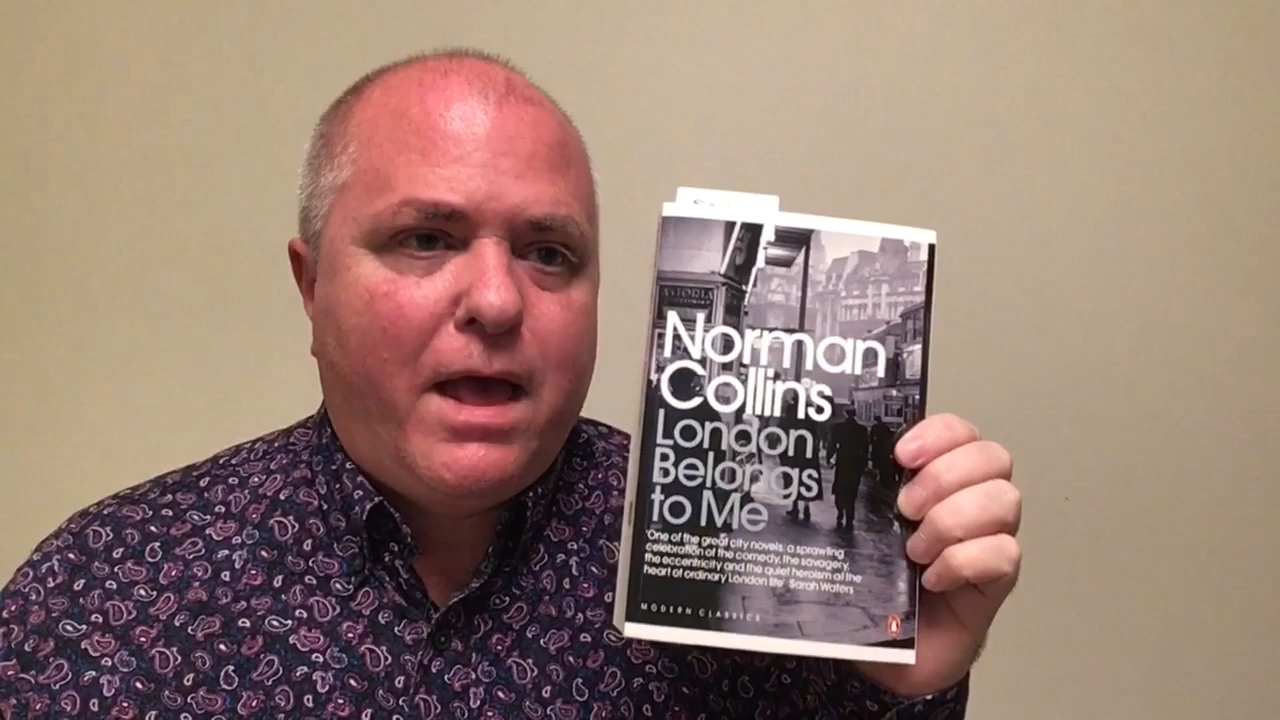 ASTORIA
Norman
Collins
London
Belongs
to Me
'One of the great city novels: a sprawling
celebration of the comedy, the savagery,
the eccentricity and the quiet heroism at the
heart of ordinary London life' Sarah Waters
MODERN CLASSICS